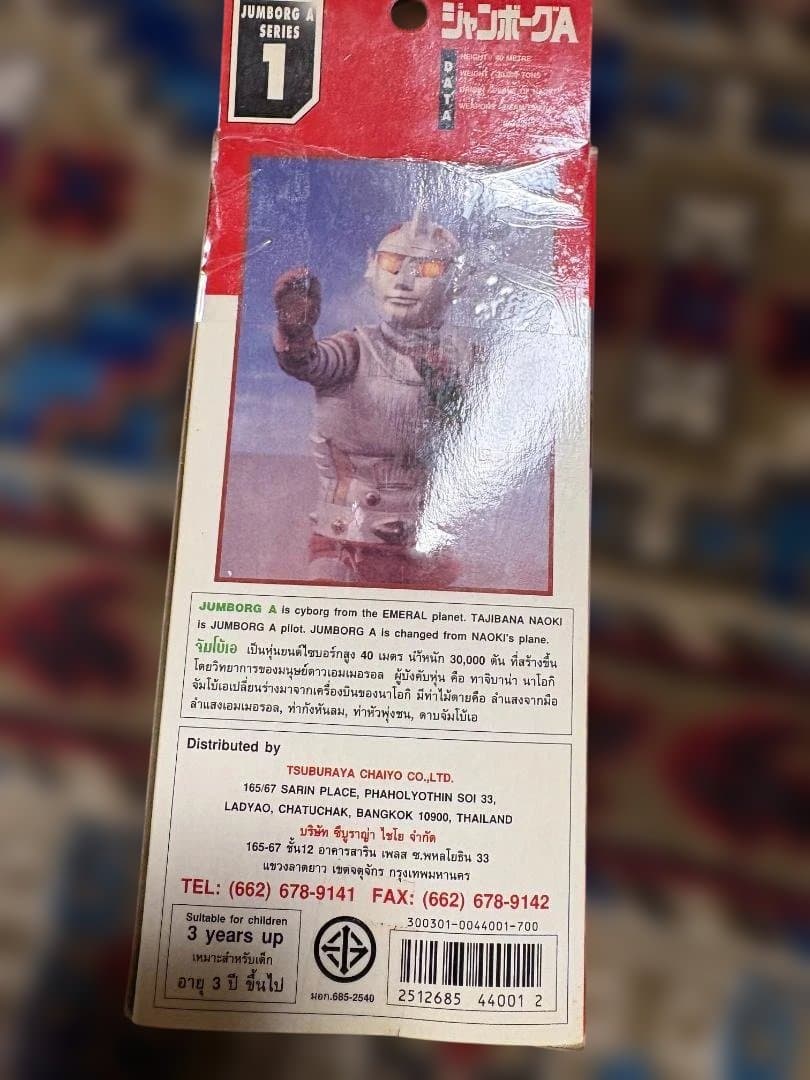 JUMBORG A
SERIES
1
ジャンボーグA
DATA
HEIGHT / 40 METRE
WEIGHT / 30,000 TONS
ORIGIN /
WEAPONS /
JUMBORG A is cyborg from the EMERAL planet. TAJIBANA NAOKI
is JUMBORG A pilot. JUMBORG A is changed from NAOKI's plane.
จัมโบ้เอ เป็นหุ่นยนต์ไซบอร์กสูง 40 เมตร น้ำหนัก 30,000 ตัน ที่สร้างขึ้น
โดยวิทยาการของมนุษย์ดาวเอมเมอรอล ผู้บังคับหุ่น คือ ทาจิบาน่า นาโอกิ
จัมโบ้เอเปลี่ยนร่างมาจากเครื่องบินของนาโอกิ มีท่าไม้ตายคือ ลำแสงจากมือ
ลำแสงเอมเมอรอล, ท่ากังหันลม, ท่าหัวพุ่งชน, ดาบจัมโบ้เอ
Distributed by
TSUBURAYA CHAIYO CO.,LTD.
165/67 SARIN PLACE, PHAHOLYOTHIN SOI 33,
LADYAO, CHATUCHAK, BANGKOK 10900, THAILAND
บริษัท ซึบูราญ่า ไชโย จำกัด
165-67 ชั้น12 อาคารสาริน เพลส ซ.พหลโยธิน 33
แขวงลาดยาว เขตจตุจักร กรุงเทพมหานคร
TEL: (662) 678-9141 FAX: (662) 678-9142
Suitable for children
3 years up
เหมาะสำหรับเด็ก
อายุ 3 ปี ขึ้นไป
มอก.685-2540
300301-0044001-700
2512685 44001 2